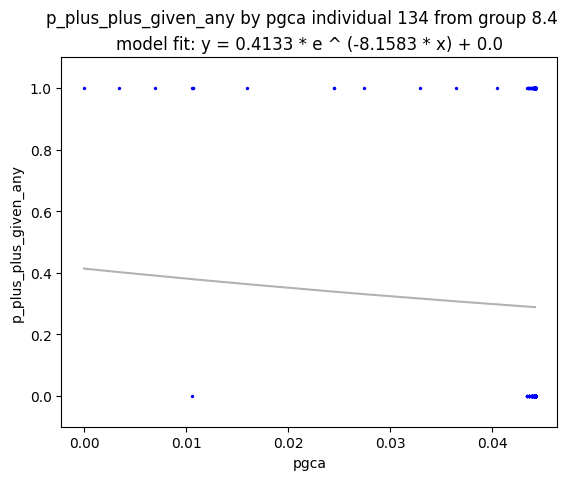 p_plus_plus_given_any by pgca individual 134 from group 8.4
model fit: y = 0.4133 * e ^ (-8.1583 * x) + 0.0
1.0
0.8
0.6
0.4
0.2
0.0
p_plus_plus_given_any
0.00 0.01 0.02 0.03 0.04
pgca